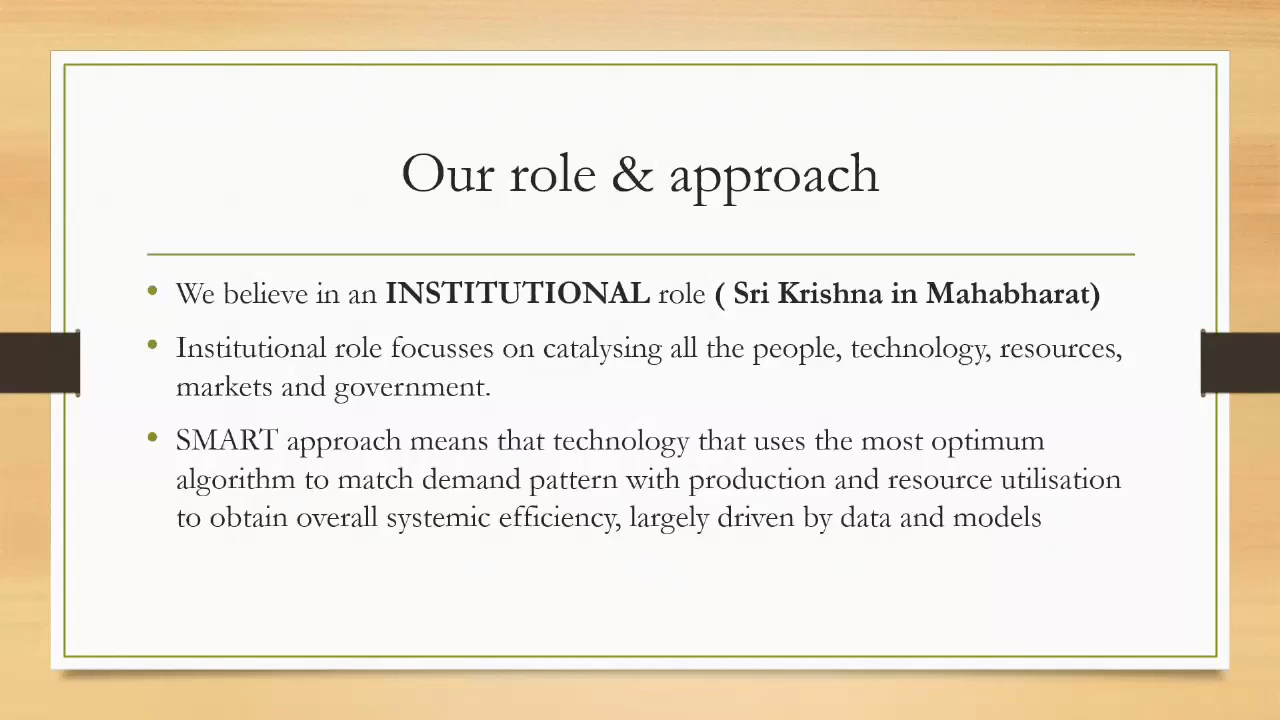 Our role & approach
• We believe in an INSTITUTIONAL role ( Sri Krishna in Mahabharat)
• Institutional role focusses on catalysing all the people, technology, resources,
markets and government.
• SMART approach means that technology that uses the most optimum
algorithm to match demand pattern with production and resource utilisation
to obtain overall systemic efficiency, largely driven by data and models